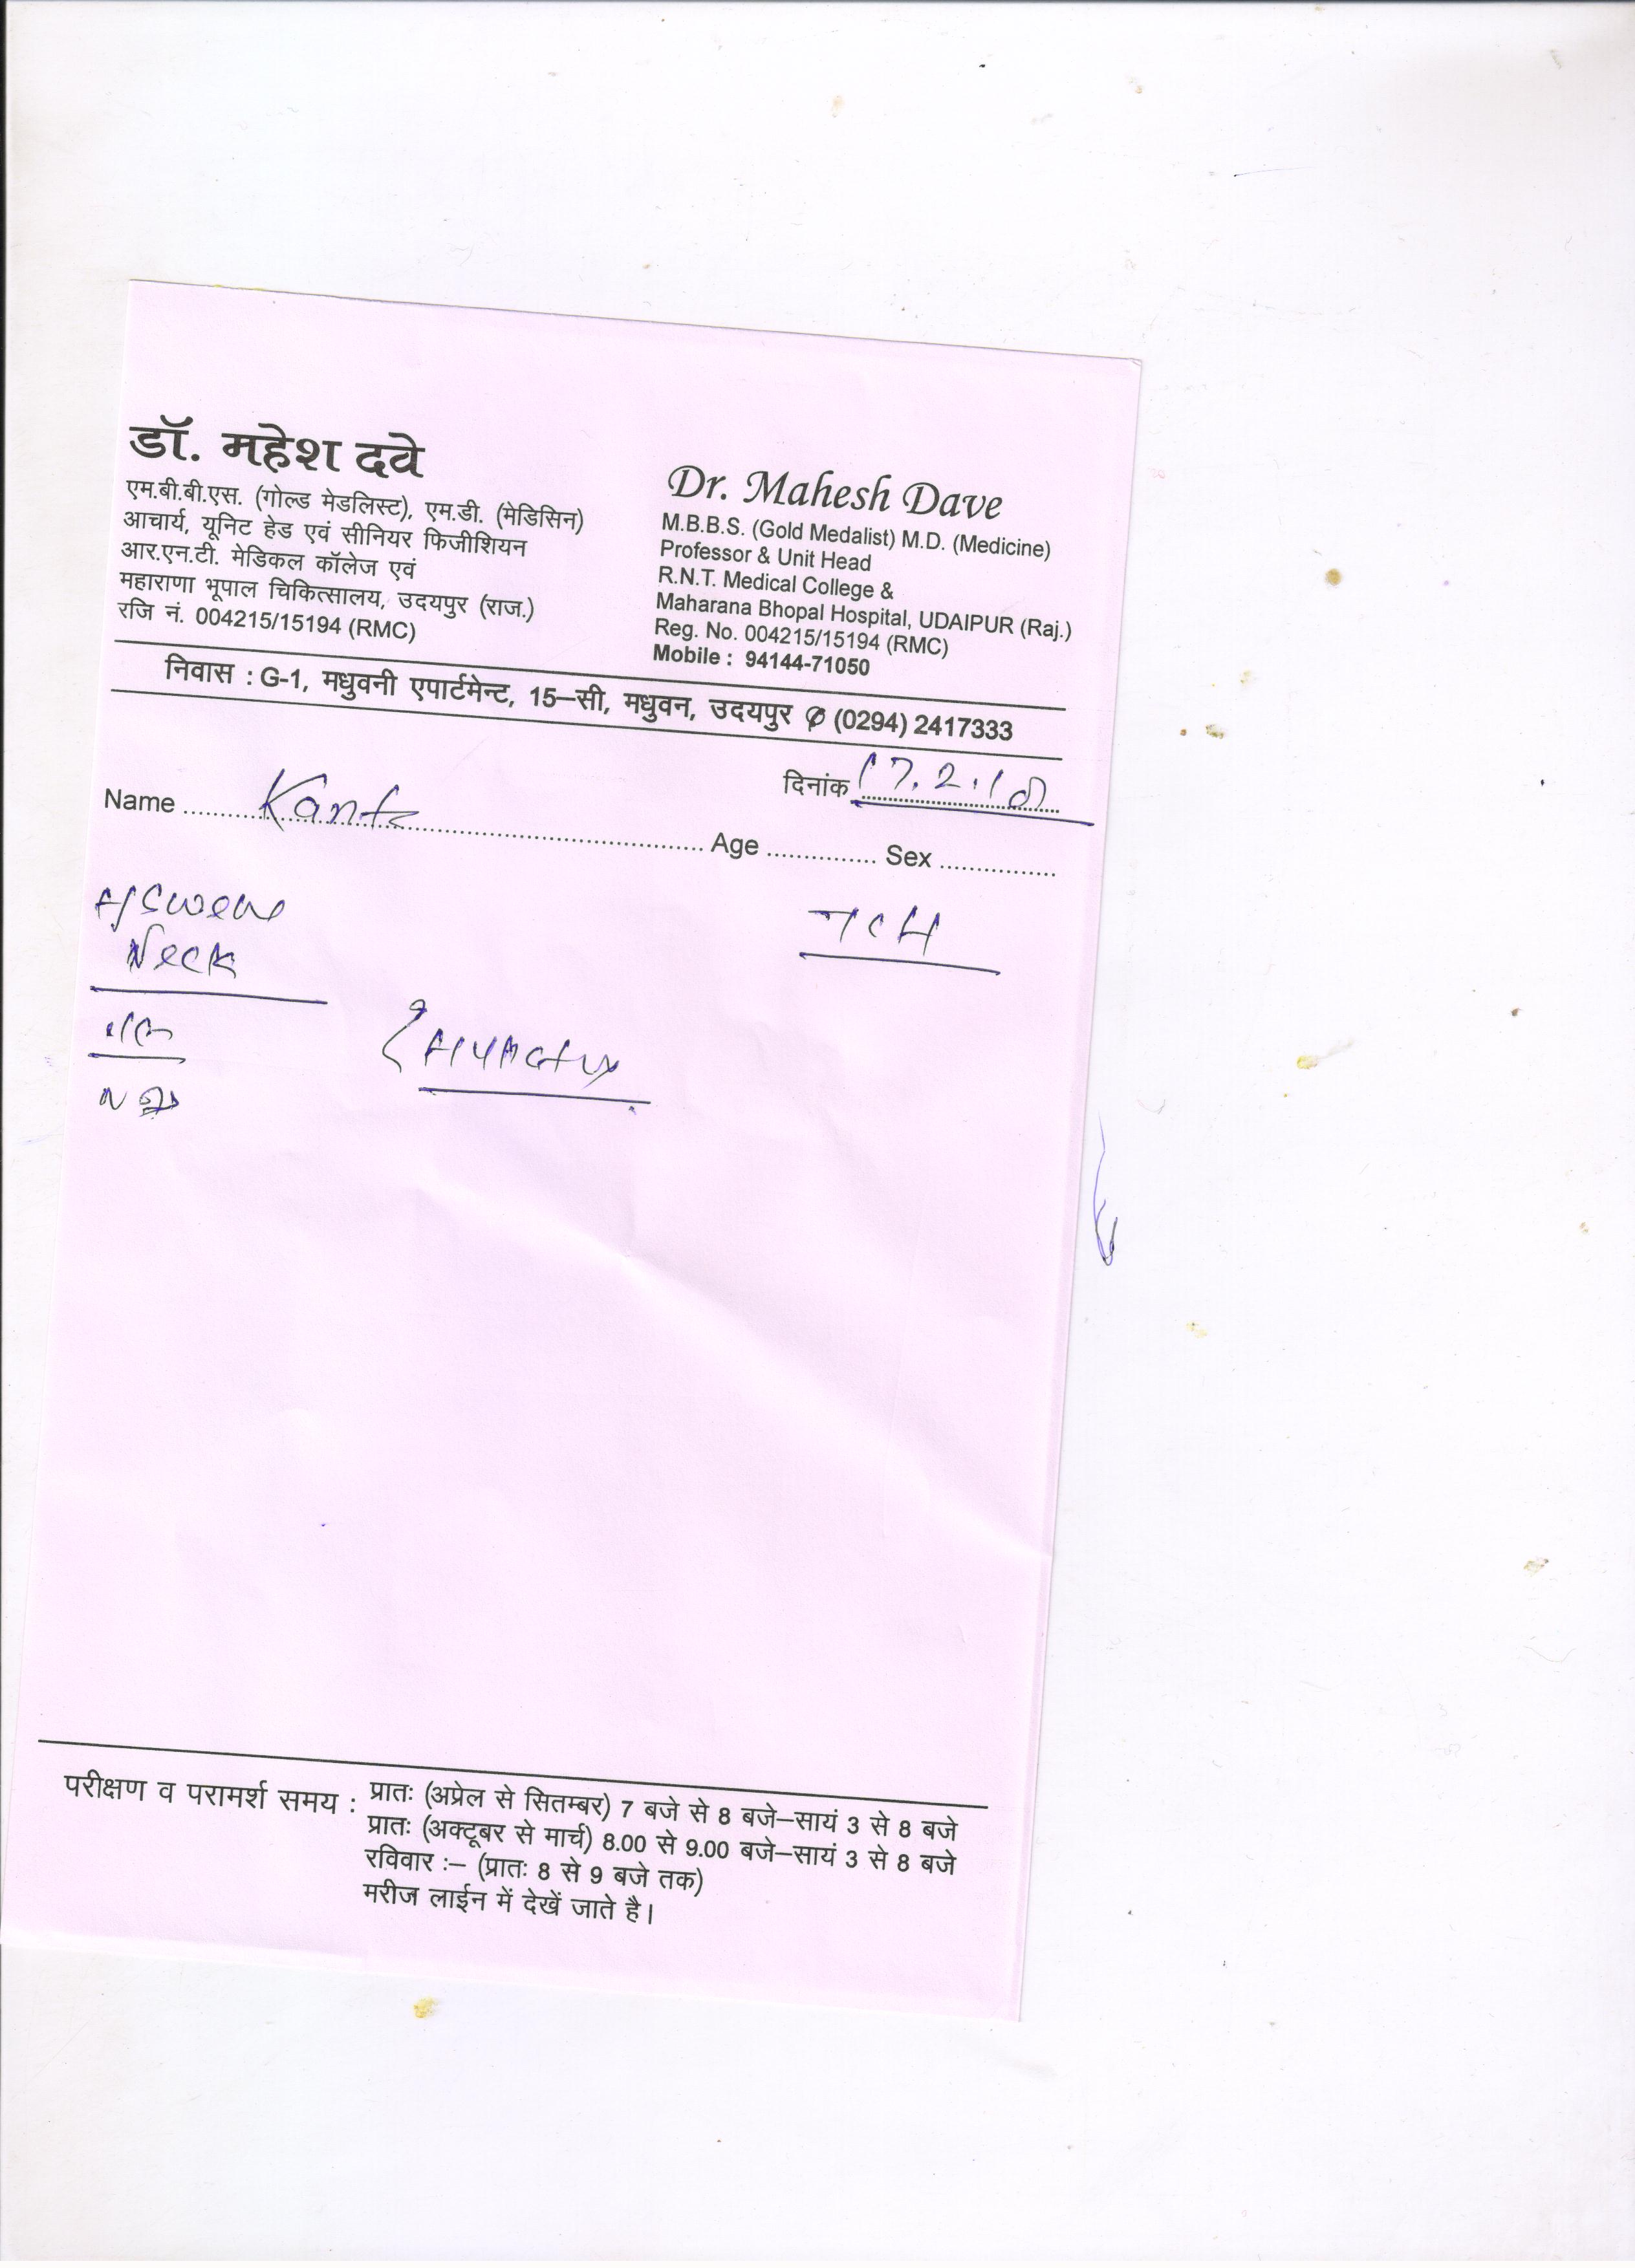 डॉ. महेश दवे
एम.बी.बी.एस. (गोल्ड मेडलिस्ट), एम.डी. (मेडिसिन)
आचार्य, यूनिट हेड एवं सीनियर फिजीशियन
आर.एन.टी. मेडिकल कॉलेज एवं
महाराणा भूपाल चिकित्सालय, उदयपुर (राज.)
रजि नं. 004215/15194 (RMC)
Dr. Mahesh Dave
M.B.B.S. (Gold Medalist) M.D. (Medicine)
Professor & Unit Head
R.N.T. Medical College &
Maharana Bhopal Hospital, UDAIPUR (Raj.)
Reg. No. 004215/15194 (RMC)
Mobile : 94144-71050
निवास : G-1, मधुवनी एपार्टमेन्ट, 15–सी, मधुवन, उदयपुर (0294) 2417333
दिनांक 17.2.18
Name Kanta Age Sex
Neck
परीक्षण व परामर्श समय : प्रातः (अप्रेल से सितम्बर) 7 बजे से 8 बजे–सायं 3 से 8 बजे
प्रातः (अक्टूबर से मार्च) 8.00 से 9.00 बजे–सायं 3 से 8 बजे
रविवार :– (प्रातः 8 से 9 बजे तक)
मरीज लाईन में देखें जाते है।